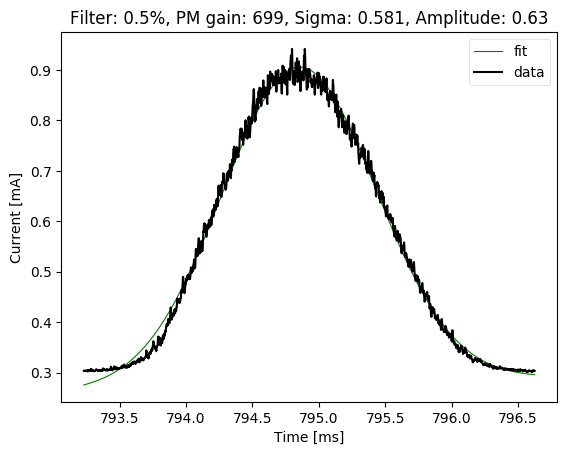 Filter: 0.5%, PM gain: 699, Sigma: 0.581, Amplitude: 0.63
fit
data
0.9
0.8
0.7
0.6
0.5
0.4
0.3
Current [mA]
793.5 794.0 794.5 795.0 795.5 796.0 796.5
Time [ms]